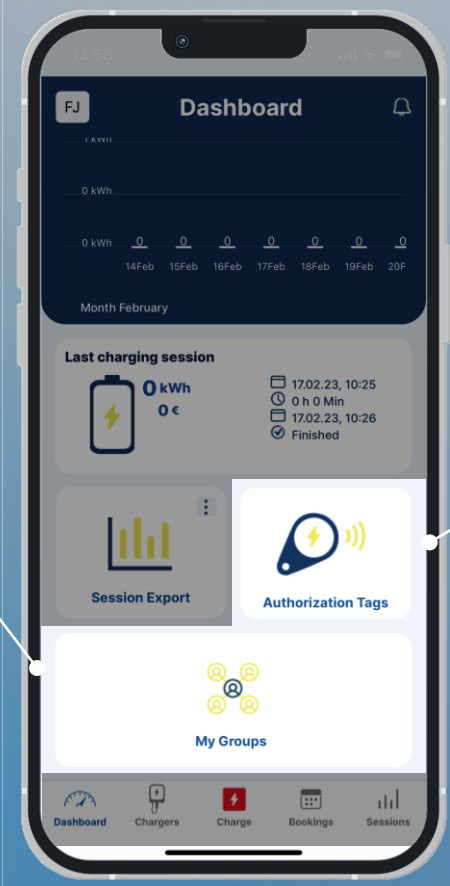 13:58
FJ
Dashboard
1 kWh
0 kWh
0 kWh
0 0 0 0 0 0 0
14Feb 15Feb 16Feb 17Feb 18Feb 19Feb 20F
Month February
Last charging session
0 kWh
0 €
17.02.23, 10:25
0 h 0 Min
17.02.23, 10:26
Finished
Session Export
Authorization Tags
My Groups
Dashboard Chargers Charge Bookings Sessions